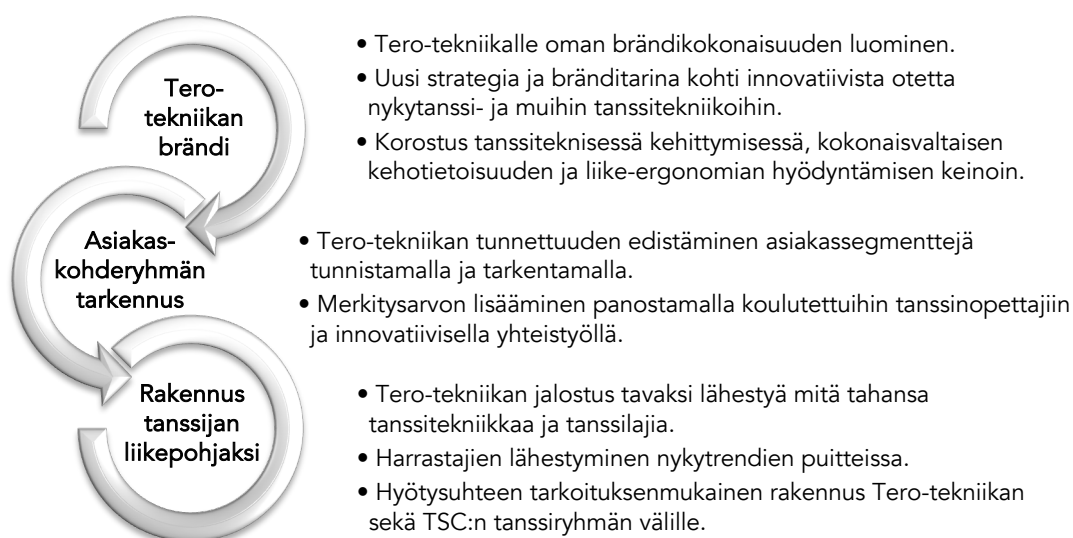 Tero-
tekniikan
brändi
• Tero-tekniikalle oman brändikokonaisuuden luominen.
• Uusi strategia ja bränditarina kohti innovatiivista otetta
nykytanssi- ja muihin tanssitekniikoihin.
• Korostus tanssiteknisessä kehittymisessä, kokonaisvaltaisen
kehotietoisuuden ja liike-ergonomian hyödyntämisen keinoin.
Asiakas-
kohderyhmän
tarkennus
• Tero-tekniikan tunnettuuden edistäminen asiakassegmenttejä
tunnistamalla ja tarkentamalla.
• Merkitysarvon lisääminen panostamalla koulutettuihin tanssinopettajiin
ja innovatiivisella yhteistyöllä.
Rakennus
tanssijan
liikepohjaksi
• Tero-tekniikan jalostus tavaksi lähestyä mitä tahansa
tanssitekniikkaa ja tanssilajia.
• Harrastajien lähestyminen nykytrendien puitteissa.
• Hyötysuhteen tarkoituksenmukainen rakennus Tero-tekniikan
sekä TSC:n tanssiryhmän välille.